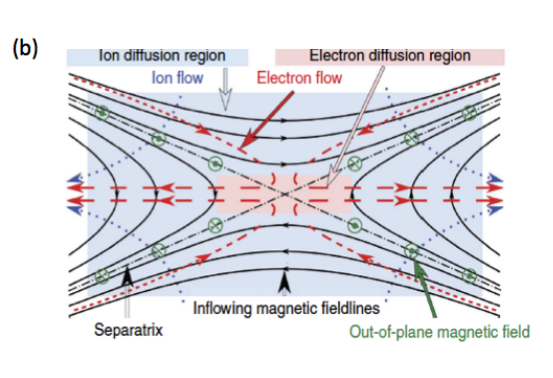 (b)
Ion diffusion region
Electron diffusion region
Ion flow
Electron flow
Inflowing magnetic fieldlines
Separatrix
Out-of-plane magnetic field